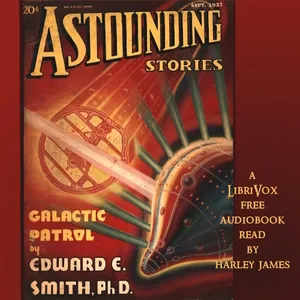 20¢
SEPT. 1937
ASTOUNDING
STORIES
GALACTIC
PATROL
by
EDWARD E.
SMITH, Ph.D.
A
LIBRIVOX
FREE
AUDIOBOOK
READ
BY
HARLEY JAMES